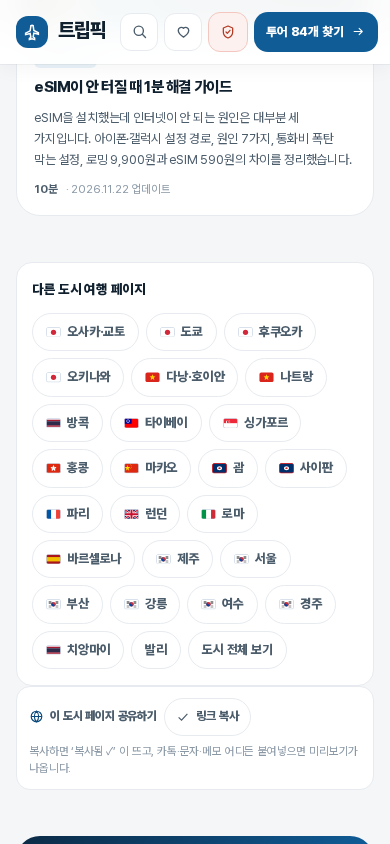 트립픽
투어 84개 찾기 →
eSIM이 안 터질 때 1분 해결 가이드
eSIM을 설치했는데 인터넷이 안 되는 원인은 대부분 세
가지입니다. 아이폰·갤럭시 설정 경로, 원인 7가지, 통화비 폭탄
막는 설정, 로밍 9,900원과 eSIM 590원의 차이를 정리했습니다.
10분 · 2026.11.22 업데이트
다른 도시 여행 페이지
오사카·교토 도쿄 후쿠오카
오키나와 다낭·호이안 나트랑
방콕 타이베이 싱가포르
홍콩 마카오 괌 사이판
파리 런던 로마
바르셀로나 제주 서울
부산 강릉 여수 경주
치앙마이 발리 도시 전체 보기
이 도시 페이지 공유하기 ✓ 링크 복사
복사하면 '복사됨 ✓' 이 뜨고, 카톡·문자·메모 어디든 붙여넣으면 미리보기가
나옵니다.